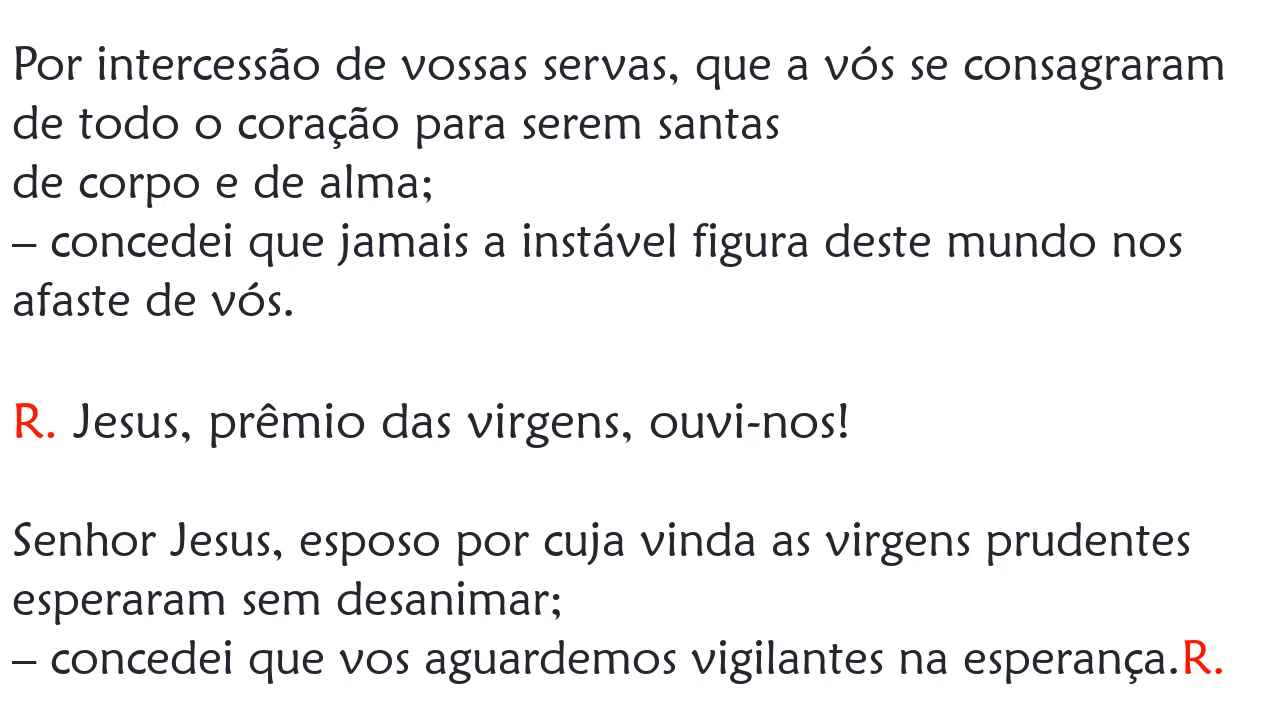 Por intercessão de vossas servas, que a vós se consagraram
de todo o coração para serem santas
de corpo e de alma;
– concedei que jamais a instável figura deste mundo nos
afaste de vós.
R. Jesus, prêmio das virgens, ouvi-nos!
Senhor Jesus, esposo por cuja vinda as virgens prudentes
esperaram sem desanimar;
– concedei que vos aguardemos vigilantes na esperança.R.